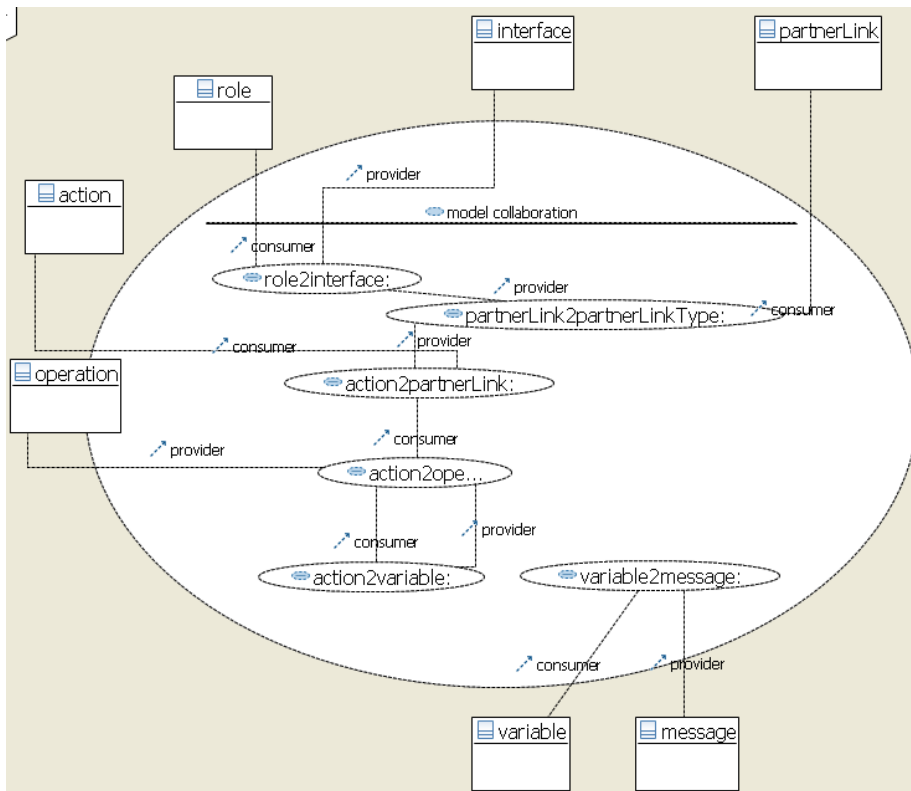 interface
partnerLink
role
provider
action
model collaboration
consumer
role2interface:
provider
partnerLink2partnerLinkType:
consumer
consumer
provider
operation
action2partnerLink:
consumer
provider
action2ope...
provider
consumer
action2variable:
variable2message:
consumer
provider
variable
message